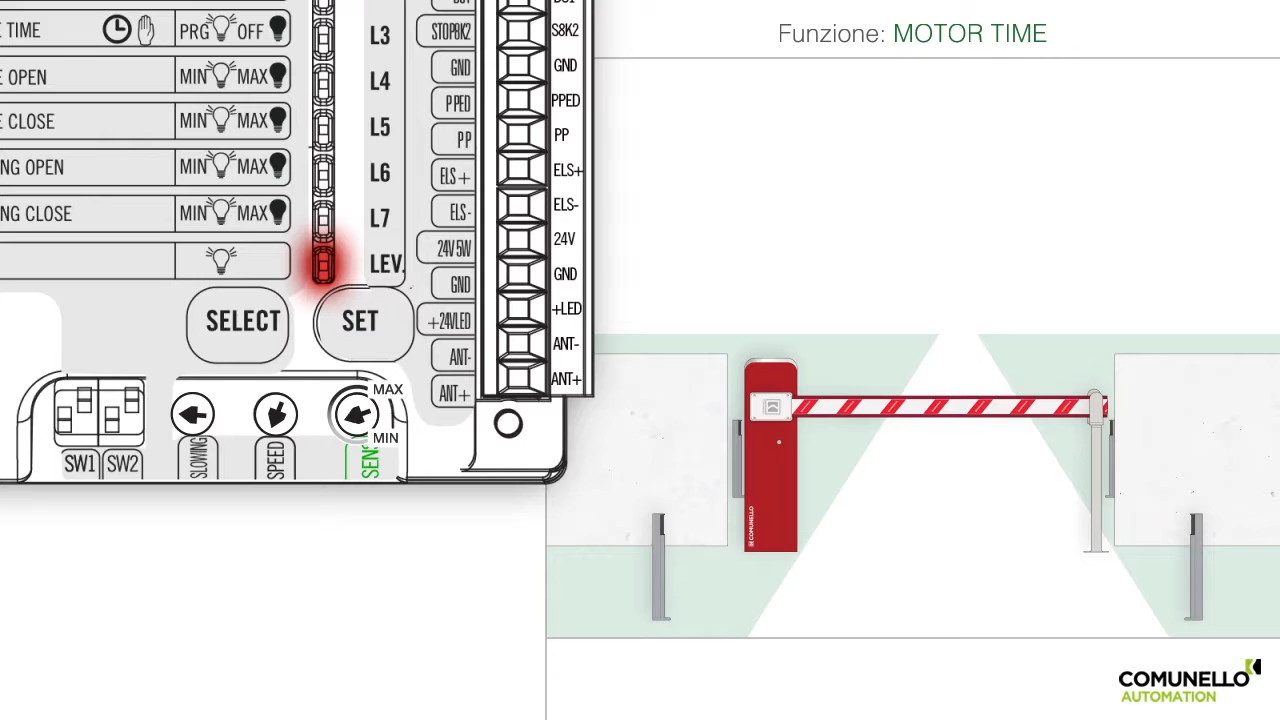 Funzione: MOTOR TIME
E TIME
PRG OFF
L3
STOP8K2
S8K2
E OPEN
MIN MAX
L4
GND
GND
E CLOSE
MIN MAX
L5
P PED
PPED
P P
PP
NG OPEN
MIN MAX
L6
ELS +
ELS+
NG CLOSE
MIN MAX
L7
ELS -
ELS-
LEV.
24V 5W
24V
GND
GND
SELECT
SET
+24VLED
+LED
ANT-
ANT-
ANT+
ANT+
MAX
MIN
SW1
SW2
SLOWING
SPEED
SENS
COMUNELLO
COMUNELLO
AUTOMATION